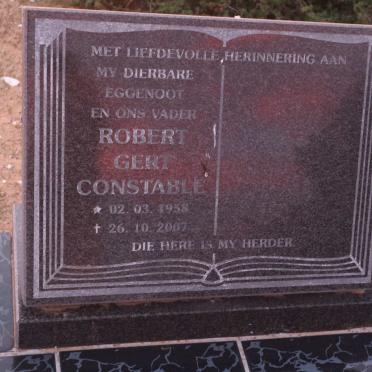 MET LIEFDEVOLLE HERINNERING AAN
MY DIERBARE
EGGENOOT
EN ONS VADER
ROBERT
GERT
CONSTABLE
* 02. 03. 1958
† 26. 10. 2007
DIE HERE IS MY HERDER